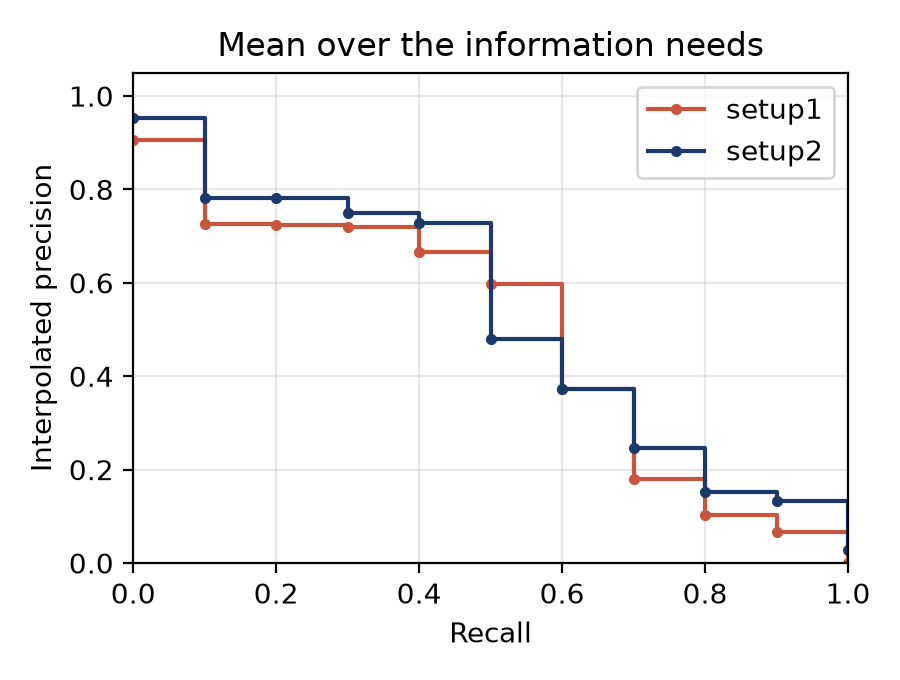 Mean over the information needs
setup1
setup2
Interpolated precision
1.0
0.8
0.6
0.4
0.2
0.0
0.0 0.2 0.4 0.6 0.8 1.0
Recall